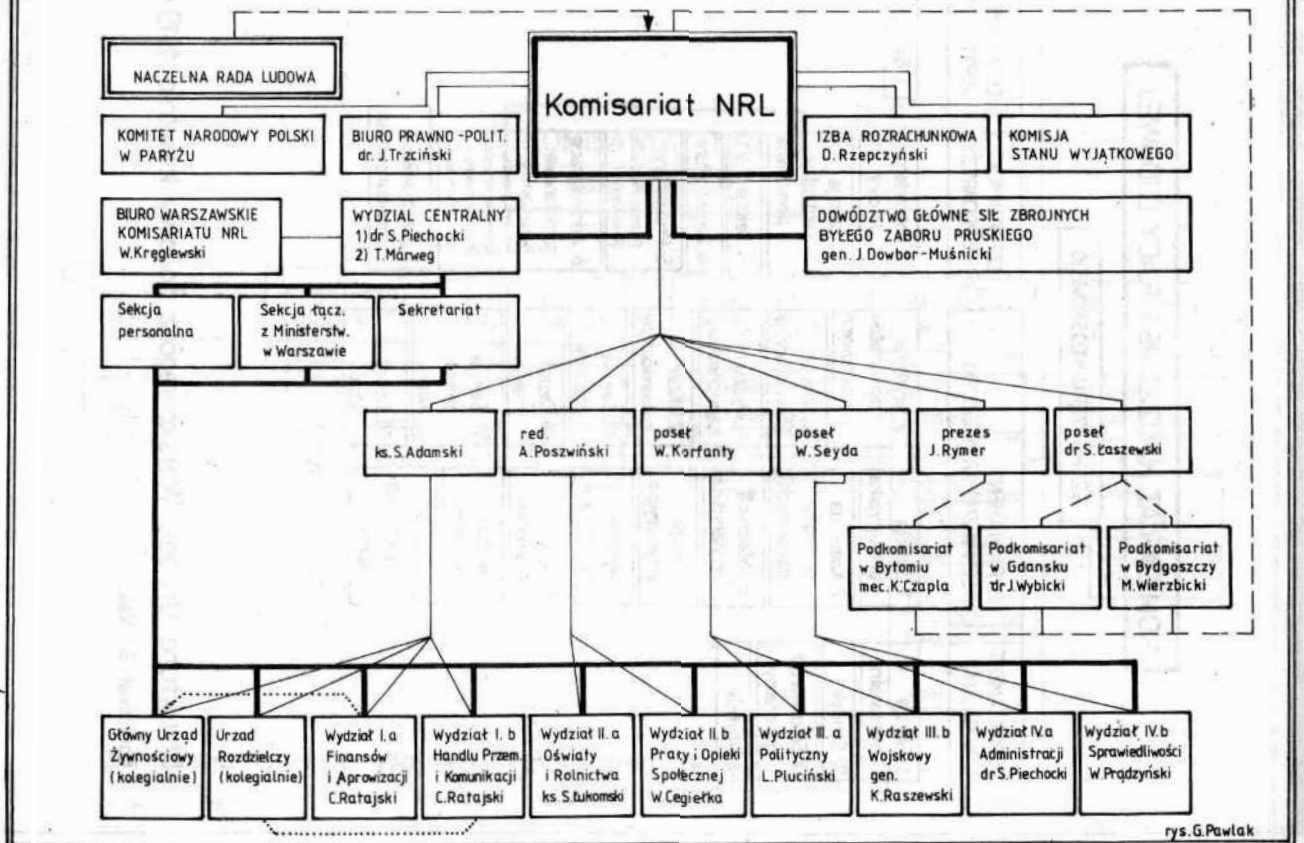 NACZELNA RADA LUDOWA
Komisariat NRL
KOMITET NARODOWY POLSKI
W PARYŻU
BIURO PRAWNO-POLIT.
dr. J.Trzciński
IZBA ROZRACHUNKOWA
D.Rzepczyński
KOMISJA
STANU WYJĄTKOWEGO
BIURO WARSZAWSKIE
KOMISARIATU NRL
W.Kręglewski
WYDZIAL CENTRALNY
1) dr S.Piechocki
2) T.Marweg
DOWÓDZTWO GŁÓWNE SIŁ ZBROJNYCH
BYŁEGO ZABORU PRUSKIEGO
gen. J.Dowbor-Muśnicki
Sekcja
personalna
Sekcja łącz.
z Ministerstw.
w Warszawie
Sekretariat
ks.S.Adamski
red.
A.Poszwiński
poseł
W.Korfanty
poseł
W.Seyda
prezes
J.Rymer
poseł
dr S.Łaszewski
Podkomisariat
w Bytomiu
mec.K.Czapla
Podkomisariat
w Gdansku
dr J.Wybicki
Podkomisariat
w Bydgoszczy
M.Wierzbicki
Główny Urząd
Żywnościowy
(kolegialnie)
Urzad
Rozdzielczy
(kolegialnie)
Wydział I.a
Finansów
i Aprowizacji
C.Ratajski
Wydział I.b
Handlu Przem.
i Komunikacji
C.Ratajski
Wydział II.a
Oświaty
i Rolnictwa
ks.S.Łukomski
Wydział II.b
Pracy i Opieki
Społecznej
W.Cegiełka
Wydział III.a
Polityczny
L.Pluciński
Wydział III.b
Wojskowy
gen.
K.Raszewski
Wydział IV.a
Administracji
dr S.Piechocki
Wydział IV.b
Sprawiedliwości
W.Prądzyński
rys.G.Pawlak